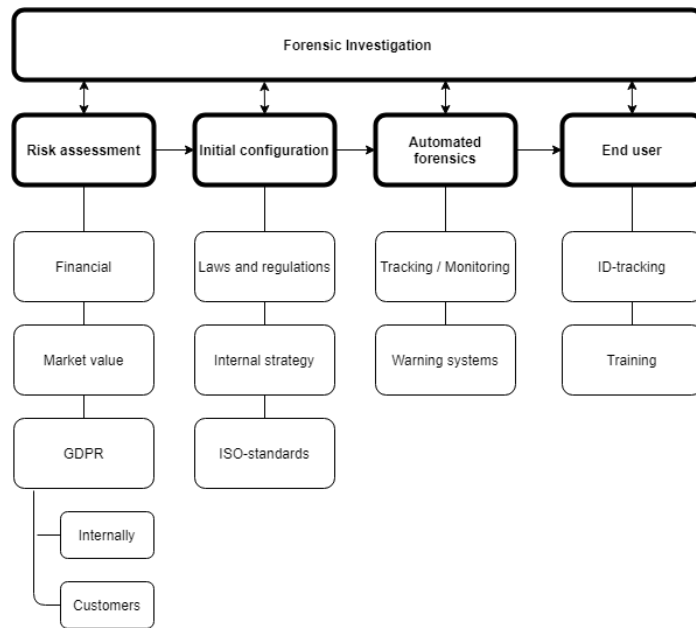 Forensic Investigation
Risk assessment
Initial configuration
Automated
forensics
End user
Financial
Laws and regulations
Tracking / Monitoring
ID-tracking
Market value
Internal strategy
Warning systems
Training
GDPR
ISO-standards
Internally
Customers